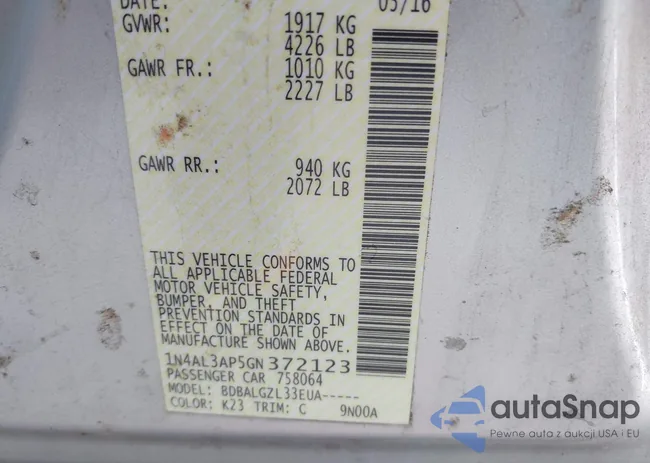 DATE: 05/16
GVWR: 1917 KG
4226 LB
GAWR FR.: 1010 KG
2227 LB
GAWR RR.: 940 KG
2072 LB
THIS VEHICLE CONFORMS TO
ALL APPLICABLE FEDERAL
MOTOR VEHICLE SAFETY,
BUMPER, AND THEFT
PREVENTION STANDARDS IN
EFFECT ON THE DATE OF
MANUFACTURE SHOWN ABOVE.
1N4AL3AP5GN372123
PASSENGER CAR 758064
MODEL: BDBALGZL33EUA-----
COLOR: K23 TRIM: C 9N00A
autoSnap
Pewne auta z aukcji USA i EU